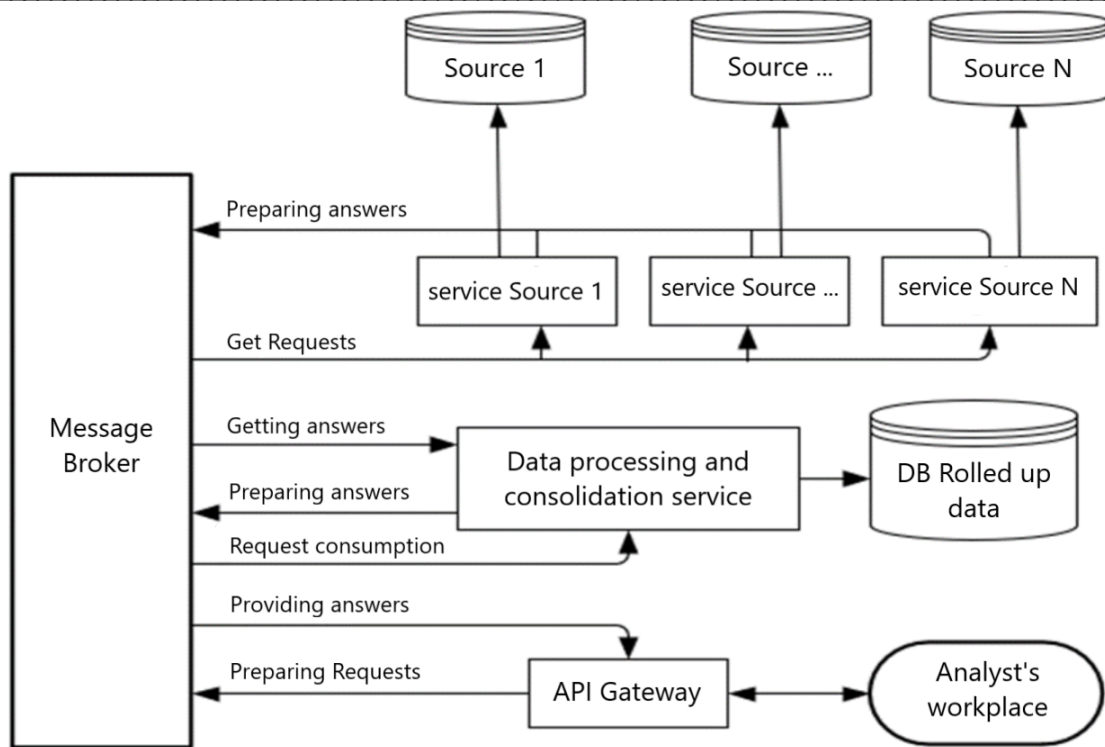 Source 1
Source ...
Source N
Preparing answers
service Source 1
service Source ...
service Source N
Get Requests
Message
Broker
Getting answers
Data processing and
consolidation service
DB Rolled up
data
Preparing answers
Request consumption
Providing answers
Preparing Requests
API Gateway
Analyst's
workplace